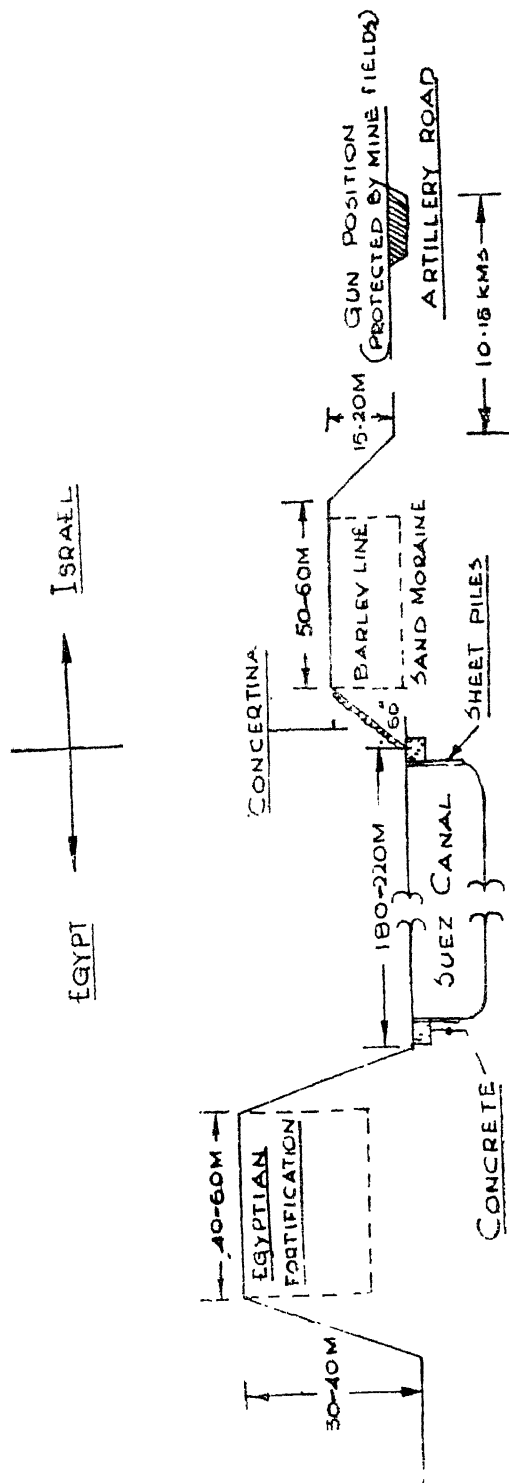 EGYPT
ISRAEL
40-60M
EGYPTIAN
FORTIFICATION
30-40M
180-220M
SUEZ CANAL
CONCRETE
CONCERTINA
60°
50-60M
BARLEY LINE
SAND MORAINE
SHEET PILES
15-20M
GUN POSITION
(PROTECTED BY MINE FIELDS)
ARTILLERY ROAD
10-15 KMS